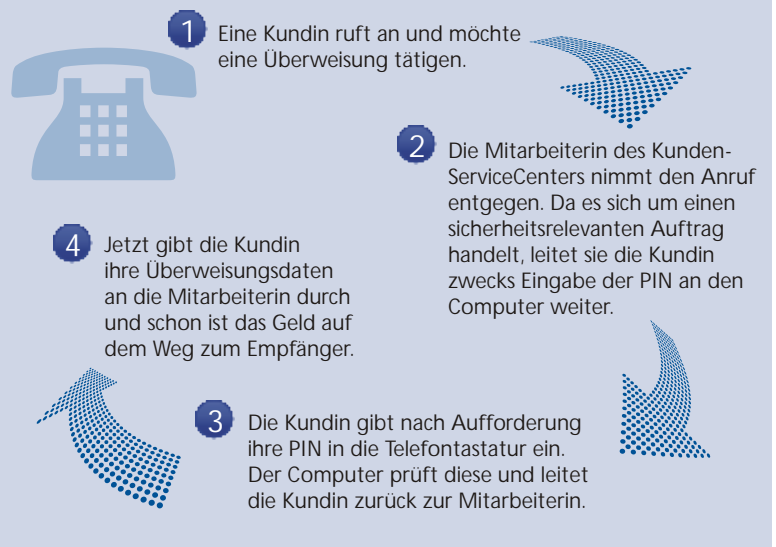 1 Eine Kundin ruft an und möchte
eine Überweisung tätigen.
2 Die Mitarbeiterin des Kunden-
ServiceCenters nimmt den Anruf
entgegen. Da es sich um einen
sicherheitsrelevanten Auftrag
handelt, leitet sie die Kundin
zwecks Eingabe der PIN an den
Computer weiter.
3 Die Kundin gibt nach Aufforderung
ihre PIN in die Telefontastatur ein.
Der Computer prüft diese und leitet
die Kundin zurück zur Mitarbeiterin.
4 Jetzt gibt die Kundin
ihre Überweisungsdaten
an die Mitarbeiterin durch
und schon ist das Geld auf
dem Weg zum Empfänger.